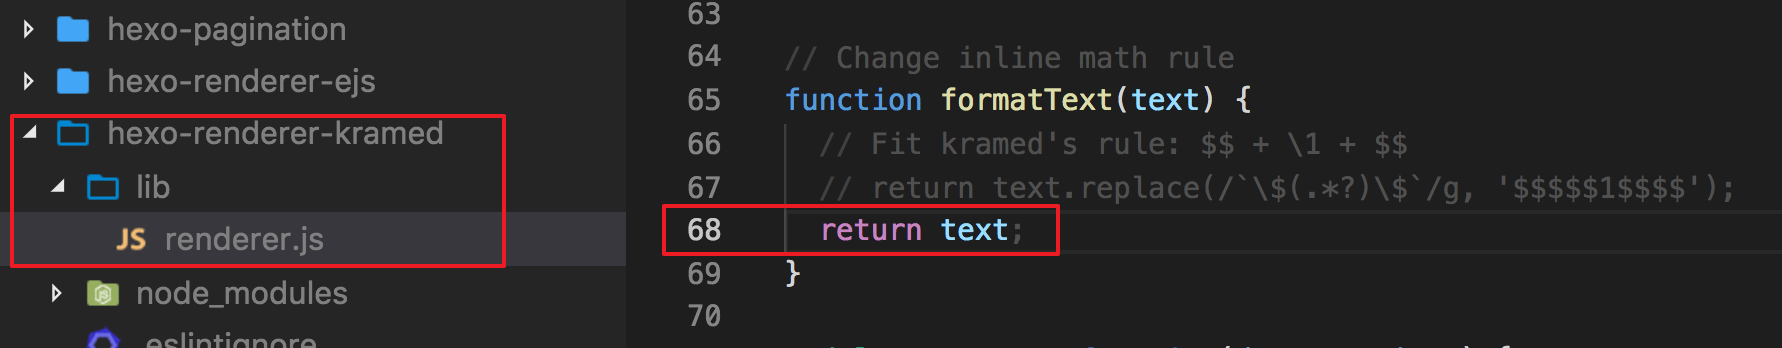 hexo-pagination
hexo-renderer-ejs
hexo-renderer-kramed
lib
JS renderer.js
node_modules
.eslintignore
63
64 // Change inline math rule
65 function formatText(text) {
66 // Fit kramed's rule: $$ + \1 + $$
67 // return text.replace(/`\$(.*?)\$`/g, '$$$$$1$$$$');
68 return text;
69 }
70